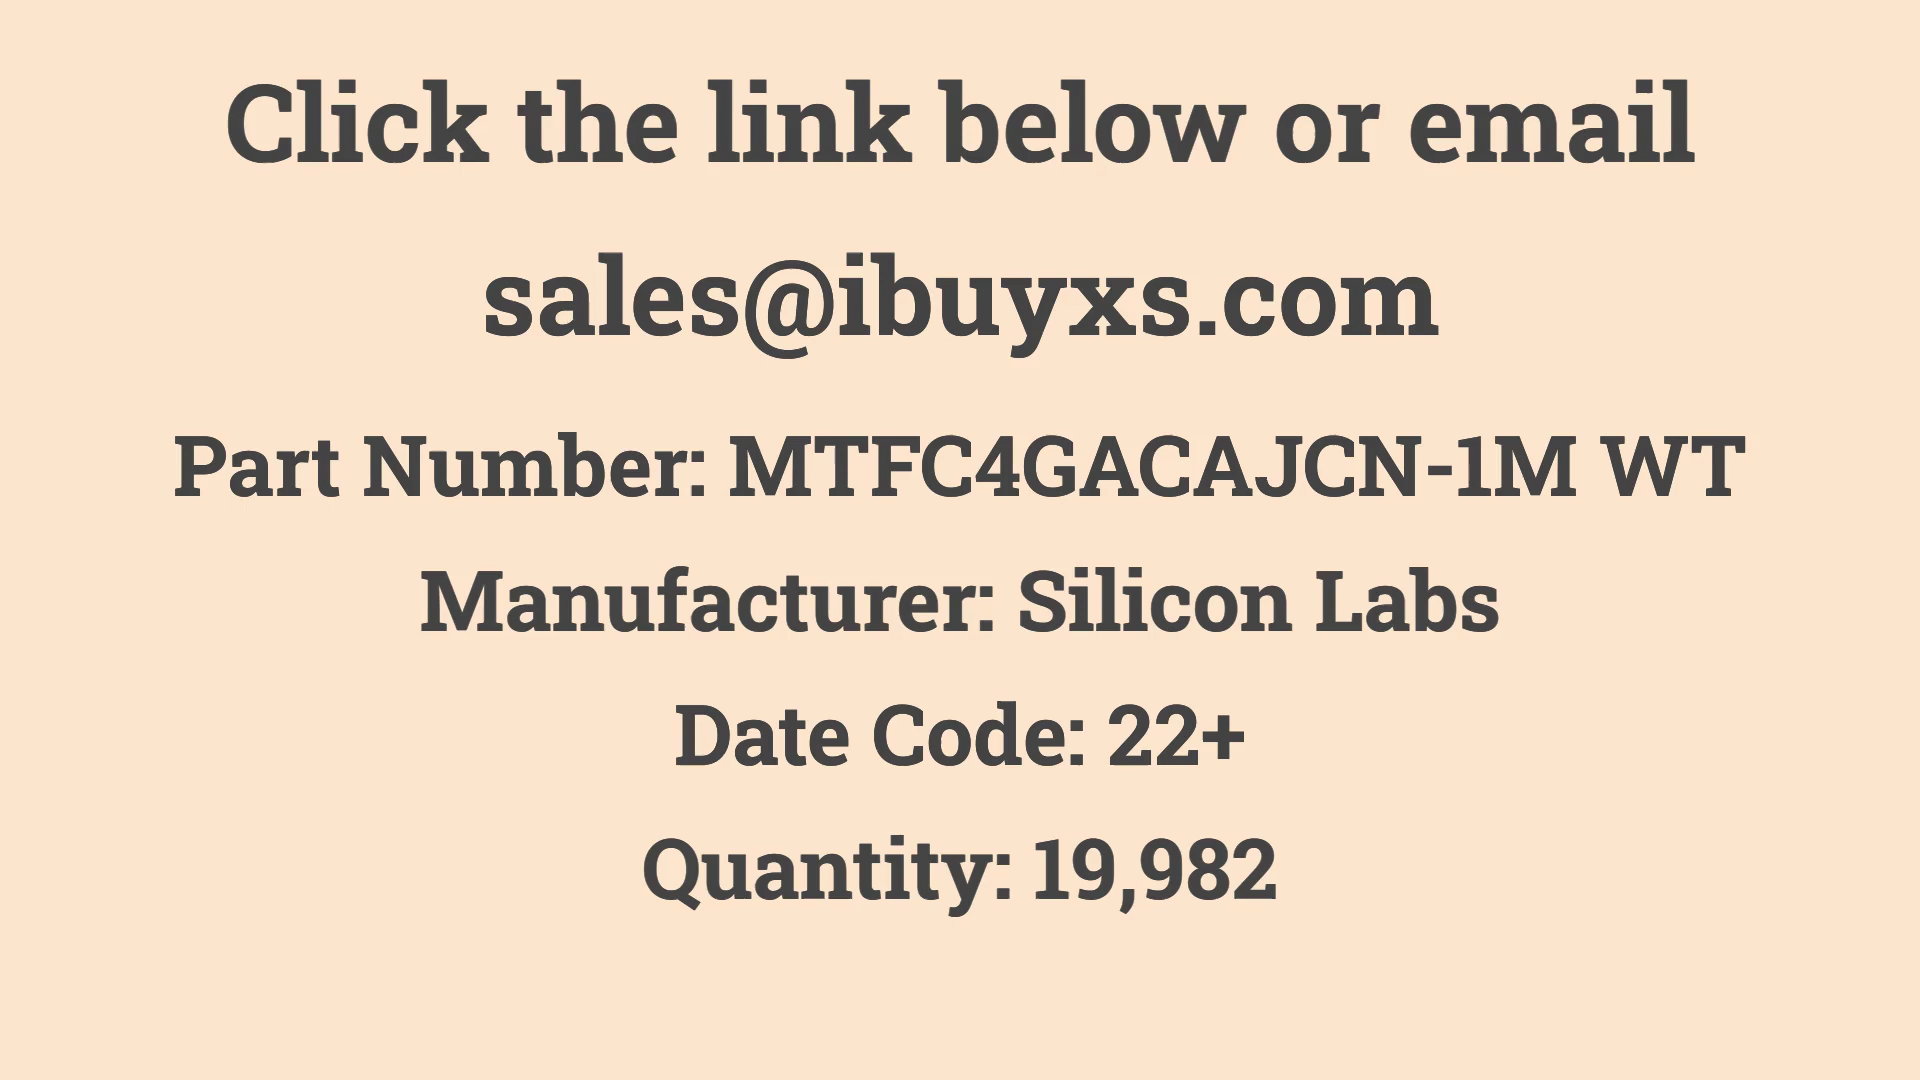 Click the link below or email
sales@ibuyxs.com
Part Number: MTFC4GACAJCN-1M WT
Manufacturer: Silicon Labs
Date Code: 22+
Quantity: 19,982